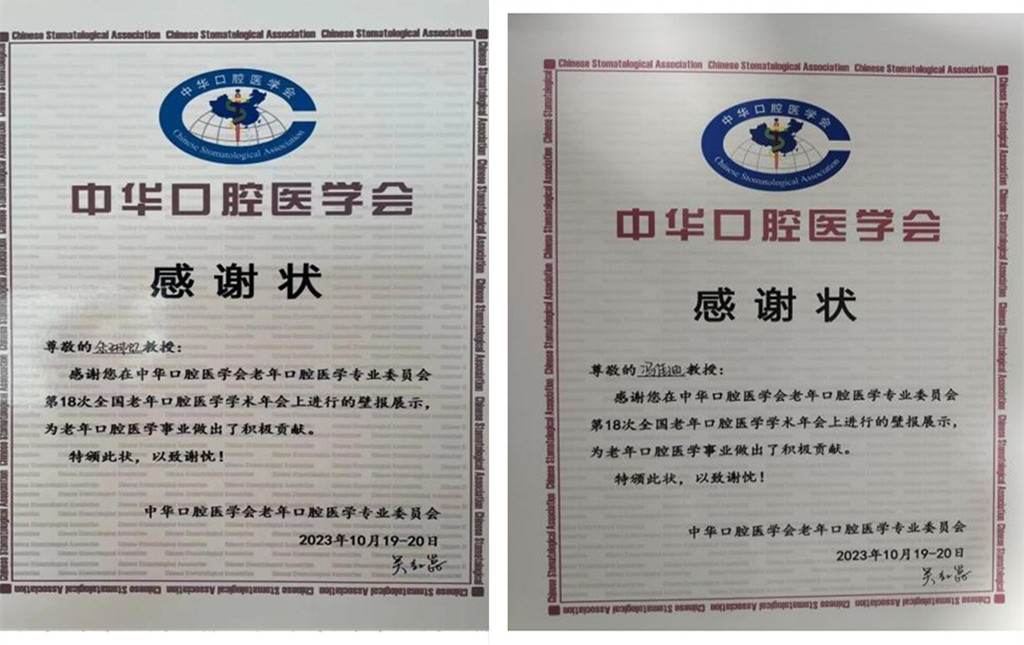 Chinese Stomatological Association Chinese Stomatological Association Chinese Stomatological Association
中华口腔医学会
Chinese Stomatological Association
中华口腔医学会
感谢状
尊敬的 教授：
感谢您在中华口腔医学会老年口腔医学专业委员会
第18次全国老年口腔医学学术年会上进行的壁报展示，
为老年口腔医学事业做出了积极贡献。
特颁此状，以致谢忱！
中华口腔医学会老年口腔医学专业委员会
2023年10月19-20日
Chinese Stomatological Association Chinese Stomatological Association Chinese Stomatological Association
中华口腔医学会
Chinese Stomatological Association
中华口腔医学会
感谢状
尊敬的冯佳迪教授：
感谢您在中华口腔医学会老年口腔医学专业委员会
第18次全国老年口腔医学学术年会上进行的壁报展示，
为老年口腔医学事业做出了积极贡献。
特颁此状，以致谢忱！
中华口腔医学会老年口腔医学专业委员会
2023年10月19-20日